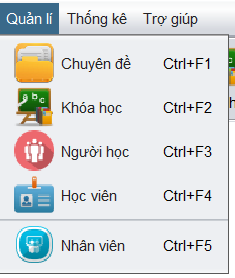 Quản lí Thống kê Trợ giúp
Chuyên đề Ctrl+F1
Khóa học Ctrl+F2
Người học Ctrl+F3
Học viên Ctrl+F4
Nhân viên Ctrl+F5